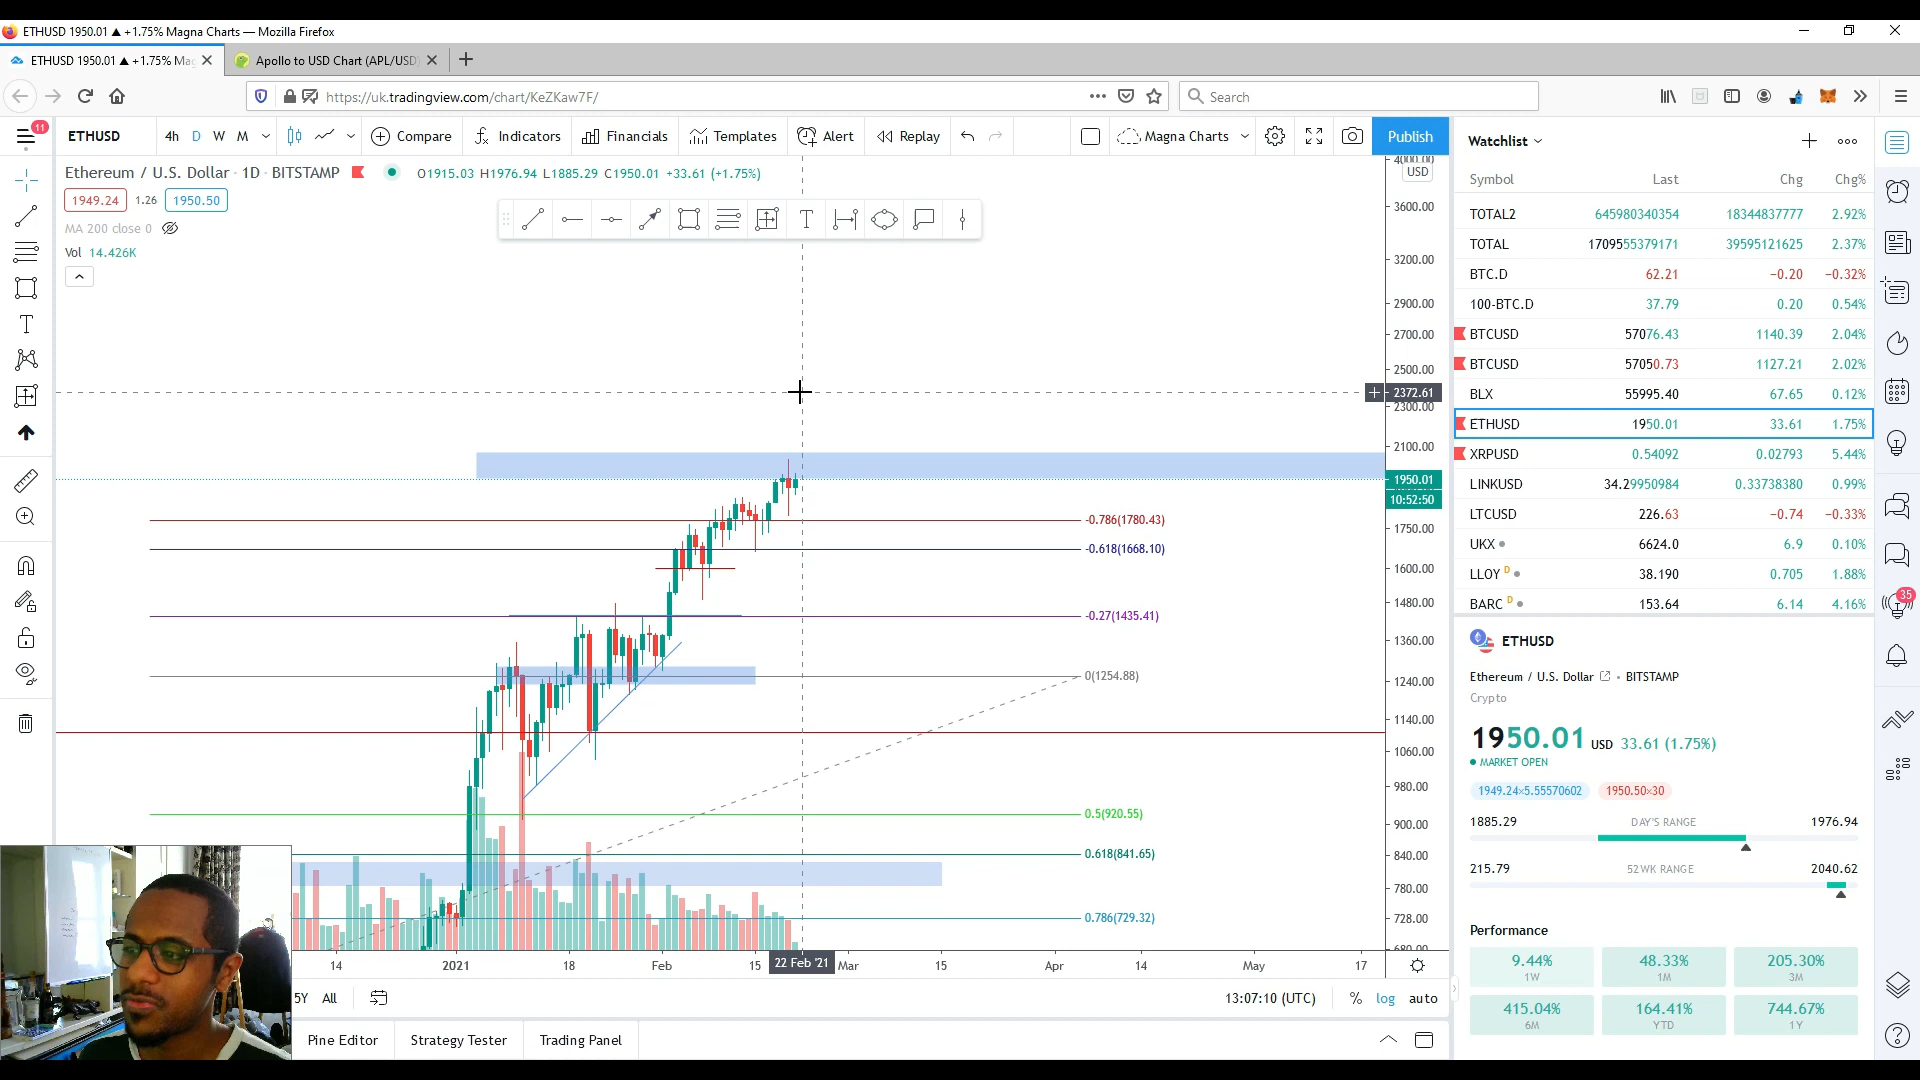 ETHUSD 1950.01 ▲ +1.75% Magna Charts — Mozilla Firefox
ETHUSD 1950.01 ▲ +1.75% Ma
Apollo to USD Chart (APL/USD)
https://uk.tradingview.com/chart/KeZKaw7F/
Search
11
ETHUSD
4h D W M
Compare
Indicators
Financials
Templates
Alert
Replay
Magna Charts
Publish
Ethereum / U.S. Dollar · 1D · BITSTAMP
O1915.03 H1976.94 L1885.29 C1950.01 +33.61 (+1.75%)
1949.24 1.26 1950.50
MA 200 close 0
Vol 14.426K
T
T
4000.00
USD
3600.00
3200.00
2900.00
2700.00
2500.00
2372.61
2300.00
2100.00
1950.01
10:52:50
1750.00
1600.00
1480.00
1360.00
1240.00
1140.00
1060.00
980.00
900.00
840.00
780.00
728.00
680.00
-0.786(1780.43)
-0.618(1668.10)
-0.27(1435.41)
0(1254.88)
0.5(920.55)
0.618(841.65)
0.786(729.32)
14 2021 18 Feb 15 22 Feb '21 Mar 15 Apr 14 May 17
5Y All
13:07:10 (UTC) % log auto
Pine Editor Strategy Tester Trading Panel
Watchlist
Symbol Last Chg Chg%
TOTAL2 645980340354 18344837777 2.92%
TOTAL 1709555379171 39595121625 2.37%
BTC.D 62.21 −0.20 −0.32%
100-BTC.D 37.79 0.20 0.54%
BTCUSD 57076.43 1140.39 2.04%
BTCUSD 57050.73 1127.21 2.02%
BLX 55995.40 67.65 0.12%
ETHUSD 1950.01 33.61 1.75%
XRPUSD 0.54092 0.02793 5.44%
LINKUSD 34.29950984 0.33738380 0.99%
LTCUSD 226.63 −0.74 −0.33%
UKX 6624.0 6.9 0.10%
LLOY D 38.190 0.705 1.88%
BARC D 153.64 6.14 4.16%
35
ETHUSD
Ethereum / U.S. Dollar • BITSTAMP
Crypto
1950.01 USD 33.61 (1.75%)
MARKET OPEN
1949.24×5.55570602 1950.50×30
1885.29 DAY'S RANGE 1976.94
215.79 52WK RANGE 2040.62
Performance
9.44% 48.33% 205.30%
1W 1M 3M
415.04% 164.41% 744.67%
6M YTD 1Y